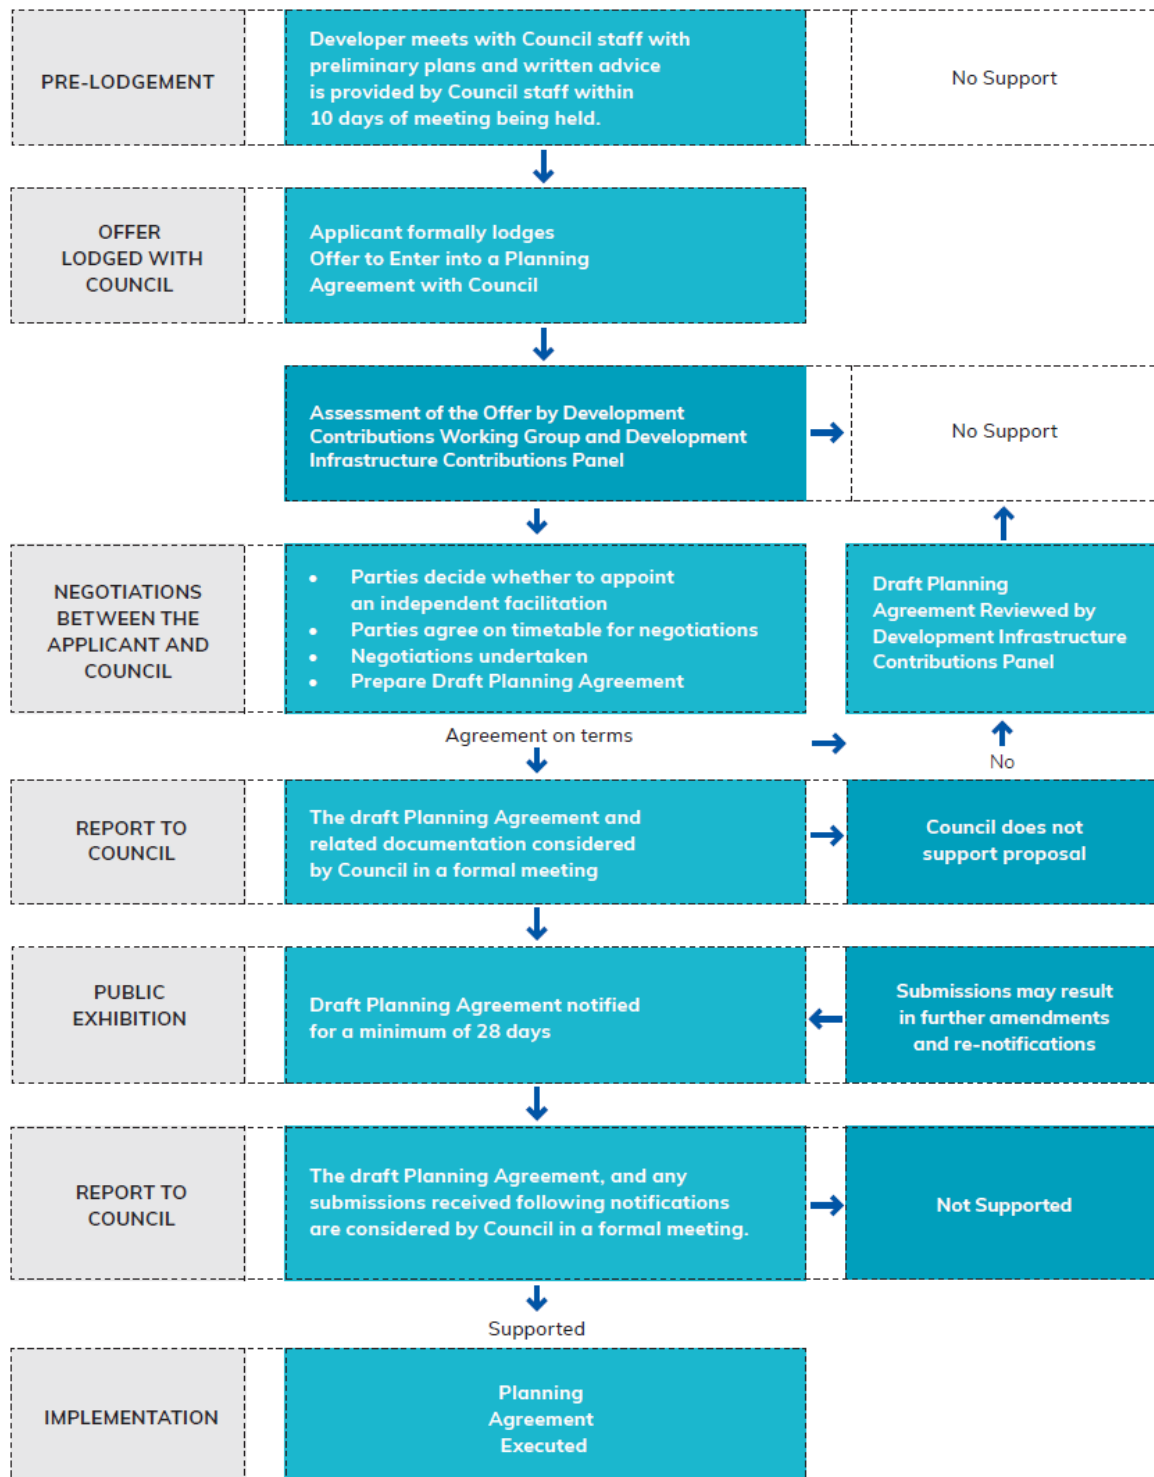 PRE-LODGEMENT
Developer meets with Council staff with
preliminary plans and written advice
is provided by Council staff within
10 days of meeting being held.
No Support
OFFER
LODGED WITH
COUNCIL
Applicant formally lodges
Offer to Enter into a Planning
Agreement with Council
Assessment of the Offer by Development
Contributions Working Group and Development
Infrastructure Contributions Panel
No Support
NEGOTIATIONS
BETWEEN THE
APPLICANT AND
COUNCIL
• Parties decide whether to appoint
an independent facilitation
• Parties agree on timetable for negotiations
• Negotiations undertaken
• Prepare Draft Planning Agreement
Draft Planning
Agreement Reviewed by
Development Infrastructure
Contributions Panel
Agreement on terms
No
REPORT TO
COUNCIL
The draft Planning Agreement and
related documentation considered
by Council in a formal meeting
Council does not
support proposal
PUBLIC
EXHIBITION
Draft Planning Agreement notified
for a minimum of 28 days
Submissions may result
in further amendments
and re-notifications
REPORT TO
COUNCIL
The draft Planning Agreement, and any
submissions received following notifications
are considered by Council in a formal meeting.
Not Supported
Supported
IMPLEMENTATION
Planning
Agreement
Executed